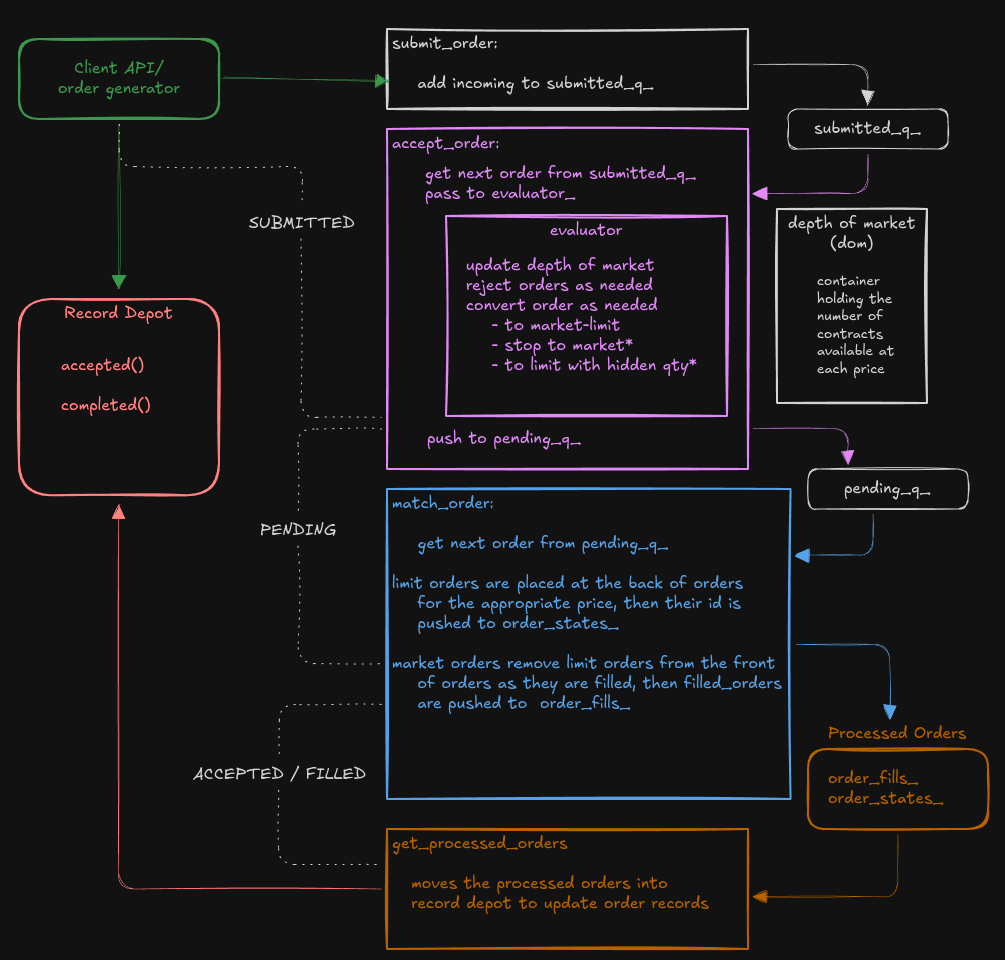 Client API/
order generator
submit_order:
add incoming to submitted_q_
submitted_q_
accept_order:
get next order from submitted_q_
pass to evaluator_
evaluator
update depth of market
reject orders as needed
convert order as needed
- to market-limit
- stop to market*
- to limit with hidden qty*
push to pending_q_
depth of market
(dom)
container
holding the
number of
contracts
available at
each price
SUBMITTED
Record Depot
accepted()
completed()
pending_q_
PENDING
match_order:
get next order from pending_q_
limit orders are placed at the back of orders
for the appropriate price, then their id is
pushed to order_states_
market orders remove limit orders from the front
of orders as they are filled, then filled_orders
are pushed to order_fills_
Processed Orders
order_fills_
order_states_
ACCEPTED / FILLED
get_processed_orders
moves the processed orders into
record depot to update order records